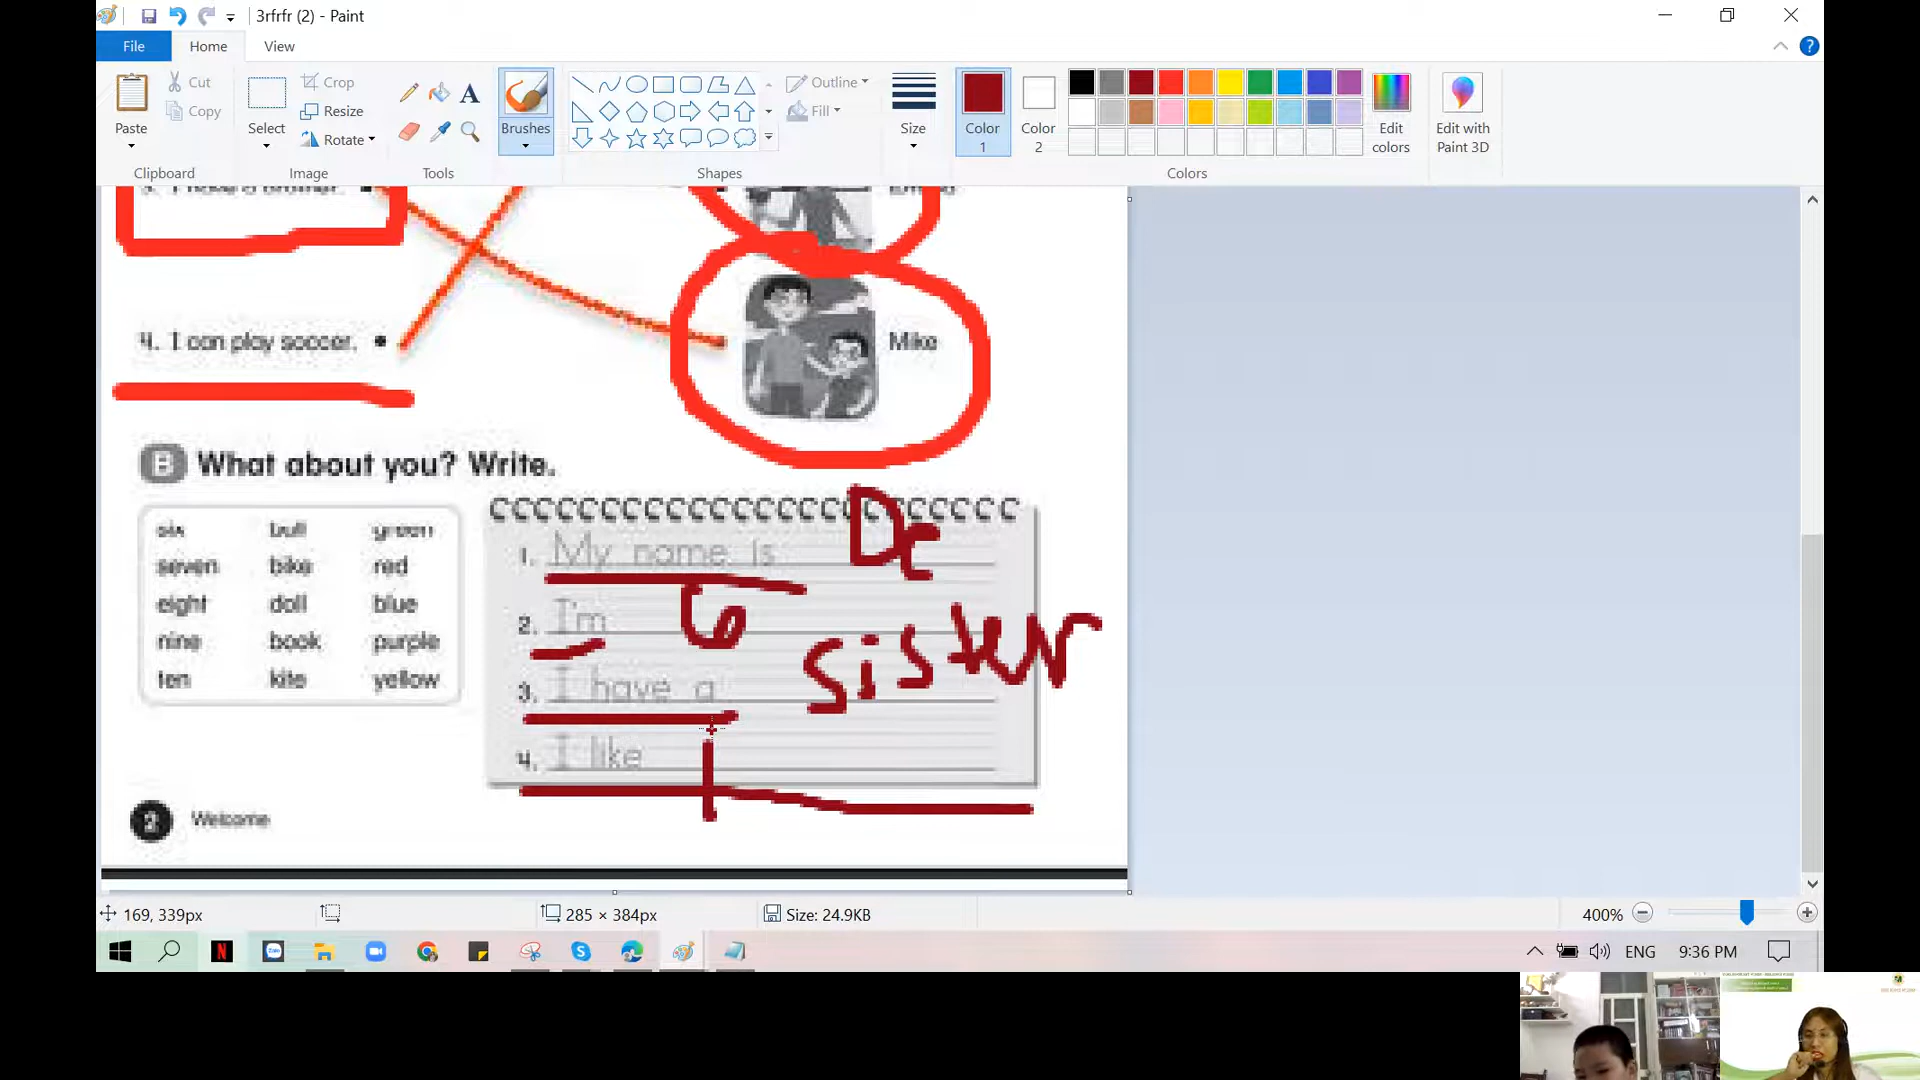 3rfrfr (2) - Paint
File Home View
Cut
Copy
Paste
Clipboard
Select
Crop
Resize
Rotate
Image
Tools
Brushes
Outline
Fill
Shapes
Size
Color 1
Color 2
Colors
Edit colors
Edit with Paint 3D
3. I have a brother.
4. I can play soccer.
Mike
B What about you? Write.
six ball green
seven bike red
eight doll blue
nine book purple
ten kite yellow
1. My name is De
2. I'm 6
3. I have a sister
4. I like
2 Welcome
169, 339px
285 × 384px
Size: 24.9KB
400%
ENG
9:36 PM